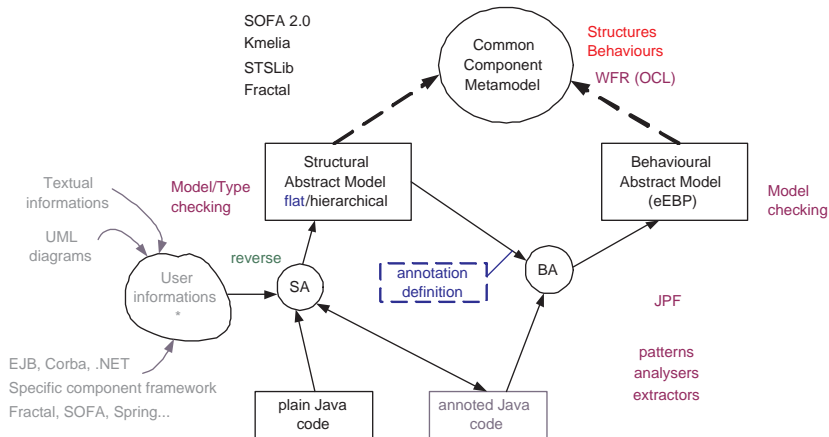 SOFA 2.0
Kmelia
STSLib
Fractal
Common
Component
Metamodel
Structures
Behaviours
WFR (OCL)
Textual
informations
UML
diagrams
Model/Type
checking
Structural
Abstract Model
flat/hierarchical
Behavioural
Abstract Model
(eEBP)
Model
checking
reverse
User
informations
*
SA
annotation
definition
BA
JPF
patterns
analysers
extractors
EJB, Corba, .NET
Specific component framework
Fractal, SOFA, Spring...
plain Java
code
annoted Java
code